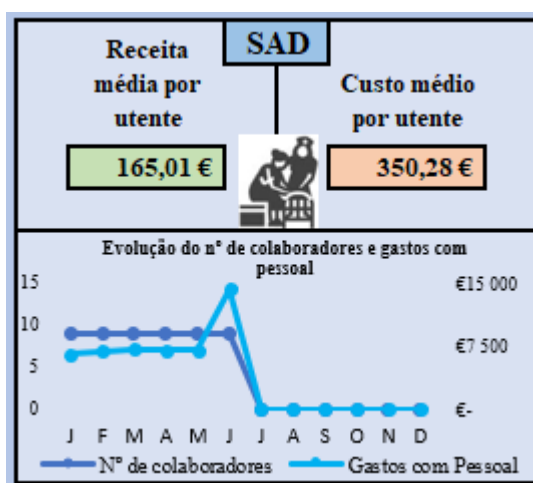 SAD
Receita
média por
utente
165,01 €
Custo médio
por utente
350,28 €
Evolução do nº de colaboradores e gastos com
pessoal
15
10
5
0
€15 000
€7 500
€-
J F M A M J J A S O N D
Nº de colaboradores
Gastos com Pessoal